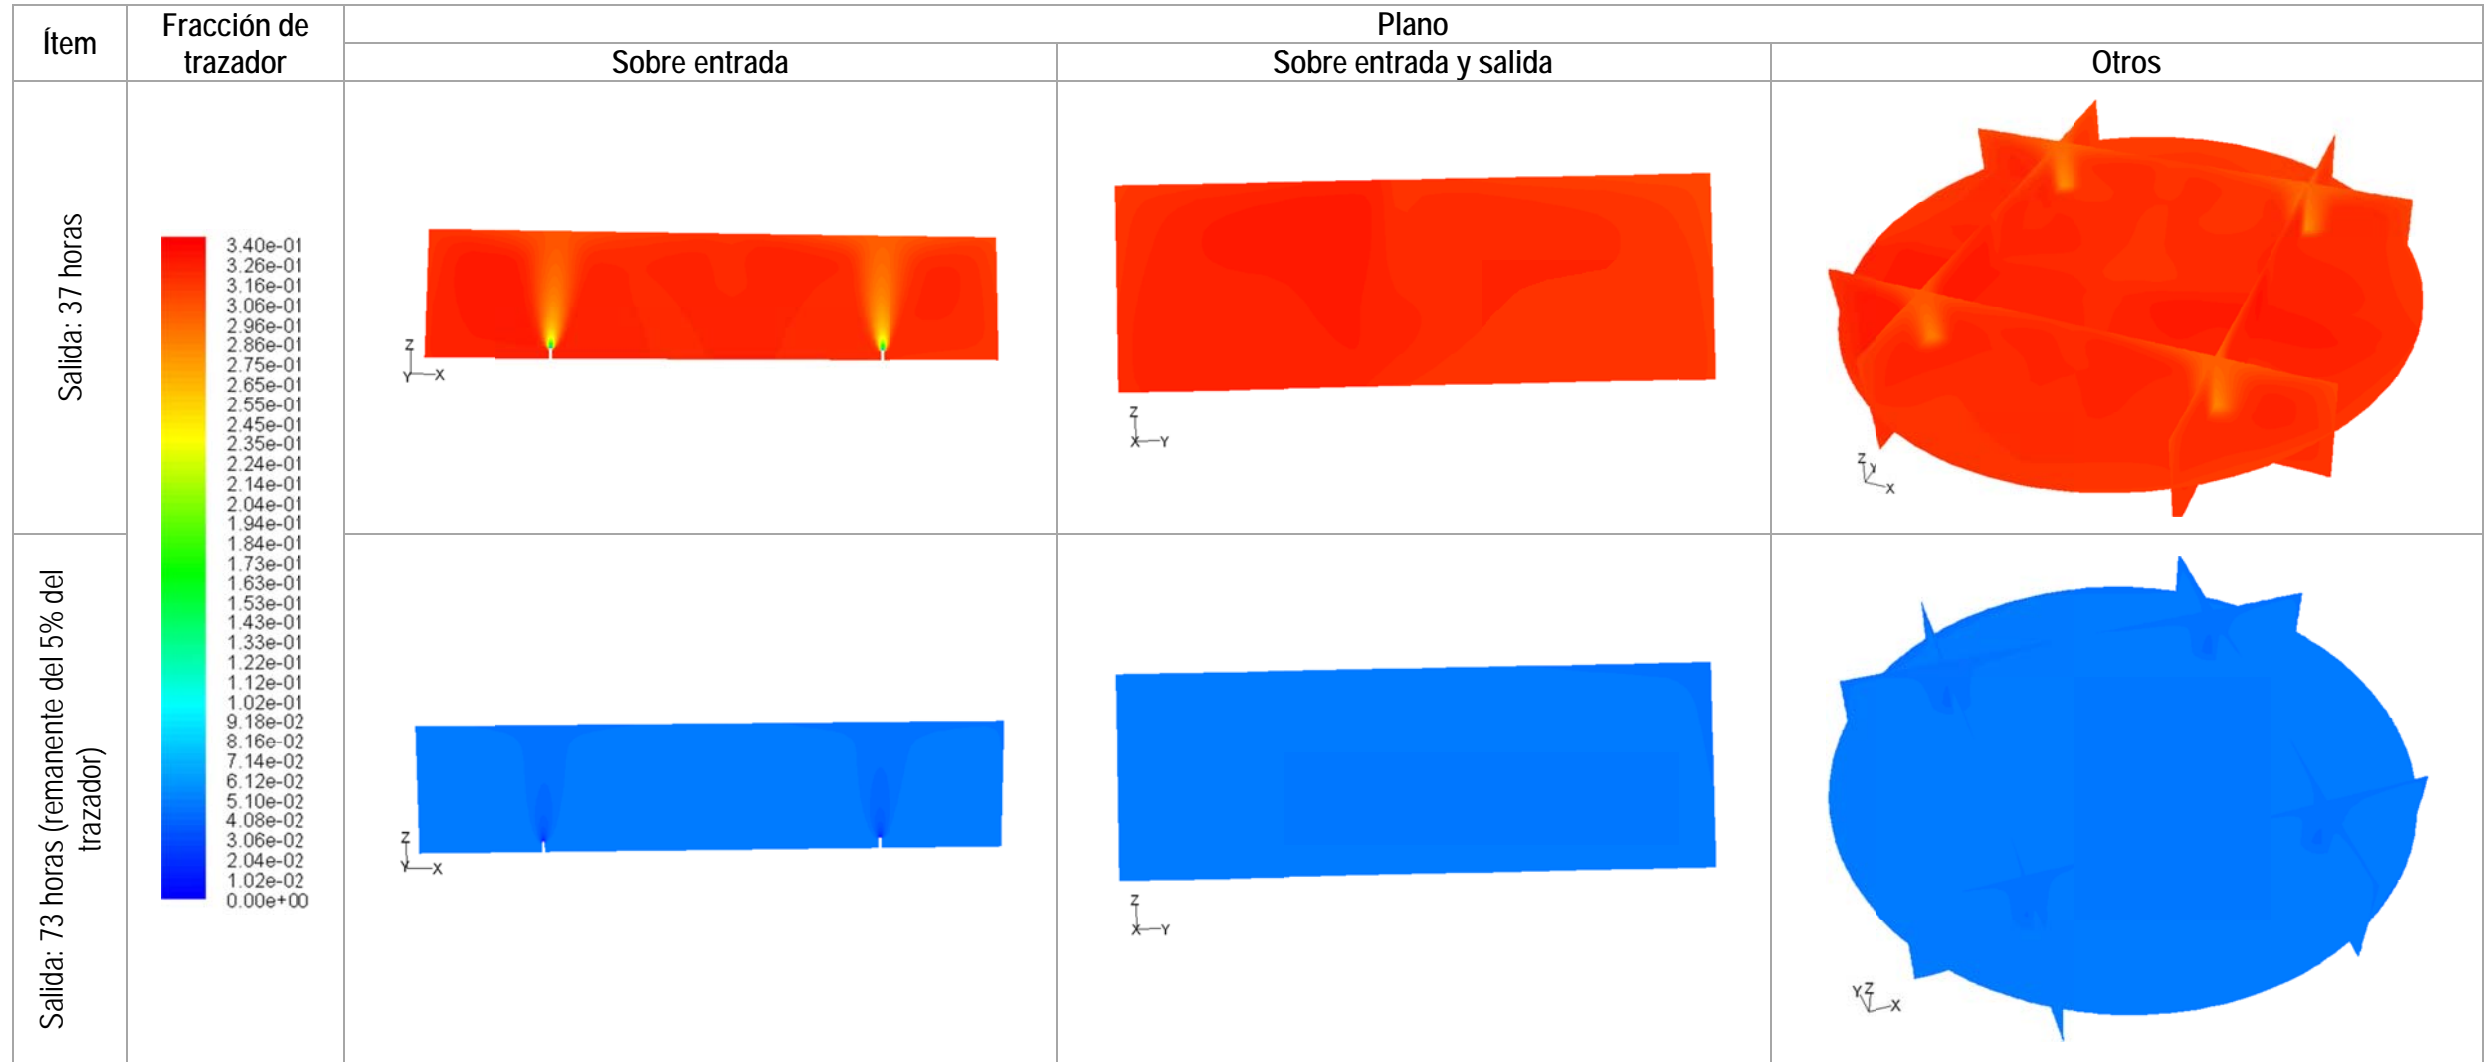 Ítem
Fracción de
trazador
Plano
Sobre entrada
Sobre entrada y salida
Otros
Salida: 37 horas
3.40e-01
3.26e-01
3.16e-01
3.06e-01
2.96e-01
2.86e-01
2.75e-01
2.65e-01
2.55e-01
2.45e-01
2.35e-01
2.24e-01
2.14e-01
2.04e-01
1.94e-01
1.84e-01
1.73e-01
1.63e-01
1.53e-01
1.43e-01
1.33e-01
1.22e-01
1.12e-01
1.02e-01
9.18e-02
8.16e-02
7.14e-02
6.12e-02
5.10e-02
4.08e-02
3.06e-02
2.04e-02
1.02e-02
0.00e+00
Z
Y X
Z
X Y
Z Y
X
Salida: 73 horas (remanente del 5% del
trazador)
Z
Y X
Z
X Y
Y Z
X